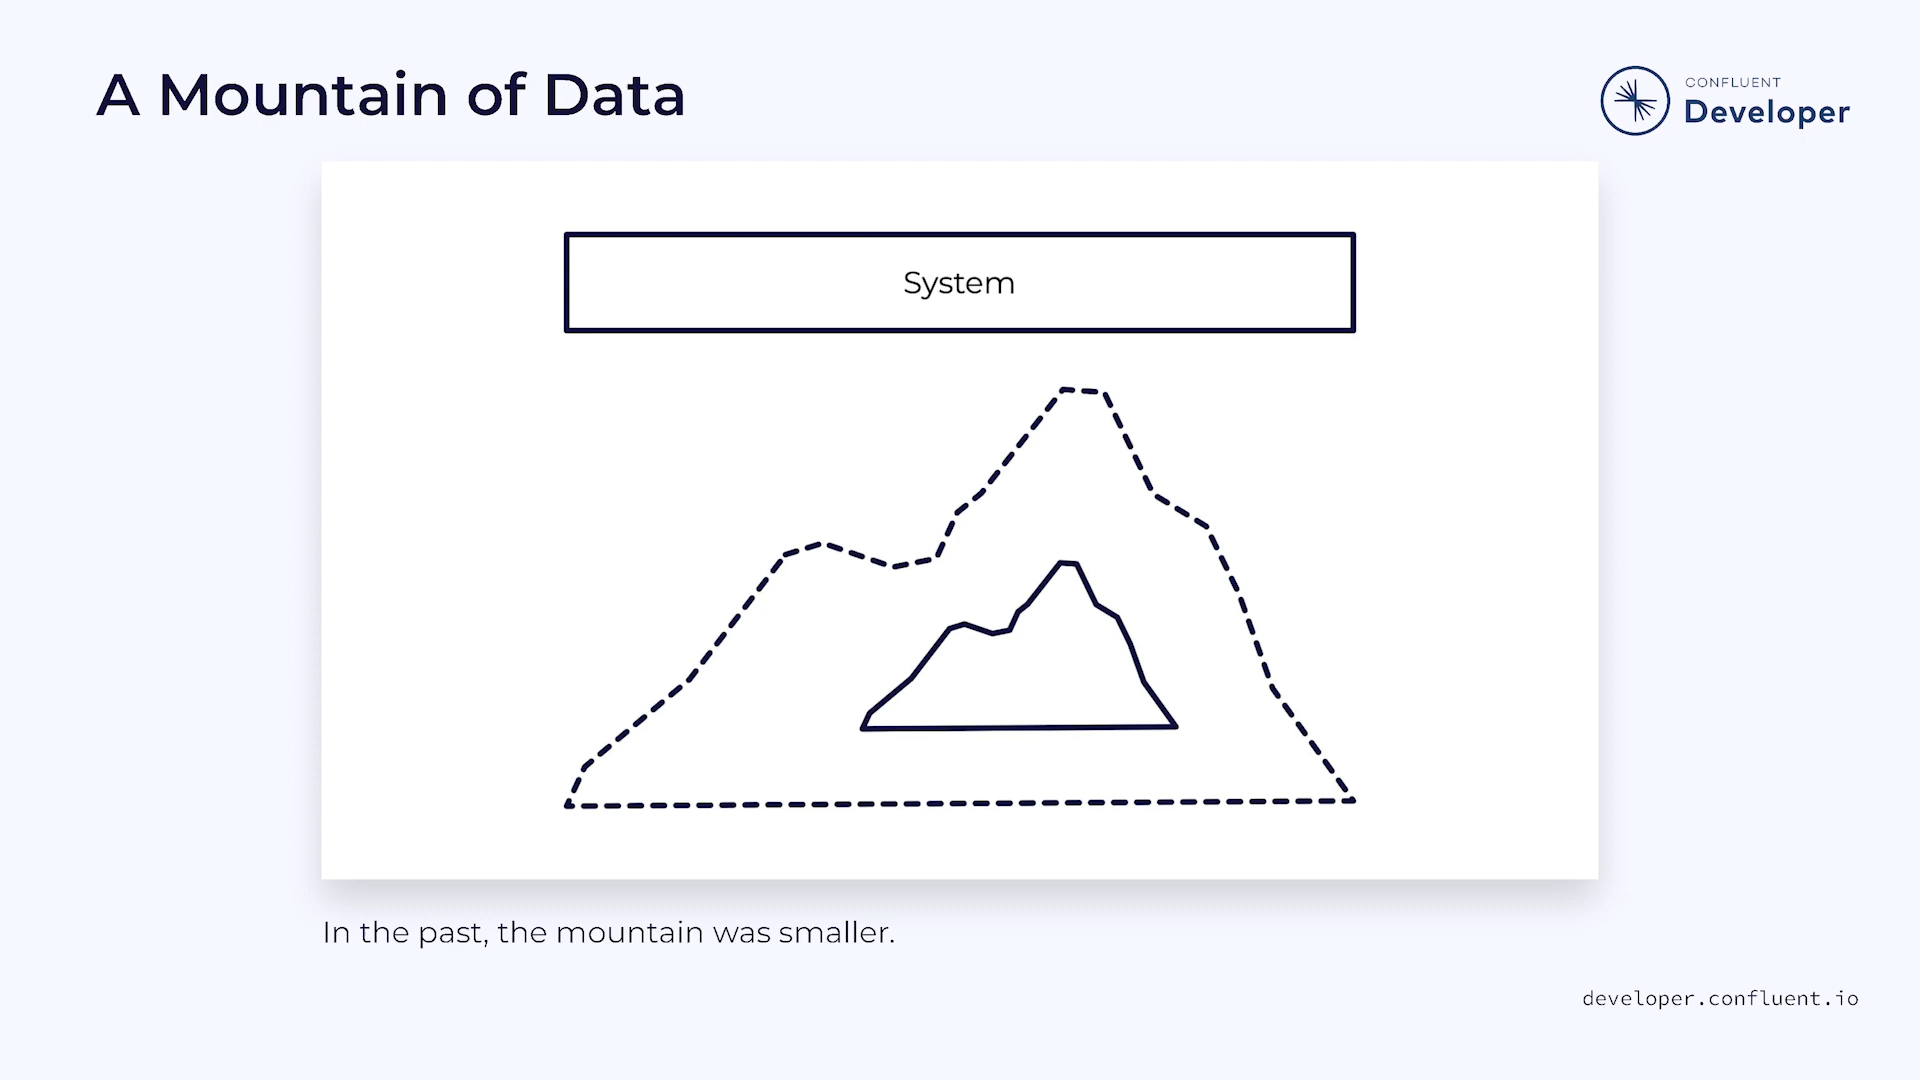 A Mountain of Data
CONFLUENT
Developer
System
In the past, the mountain was smaller.
developer.confluent.io